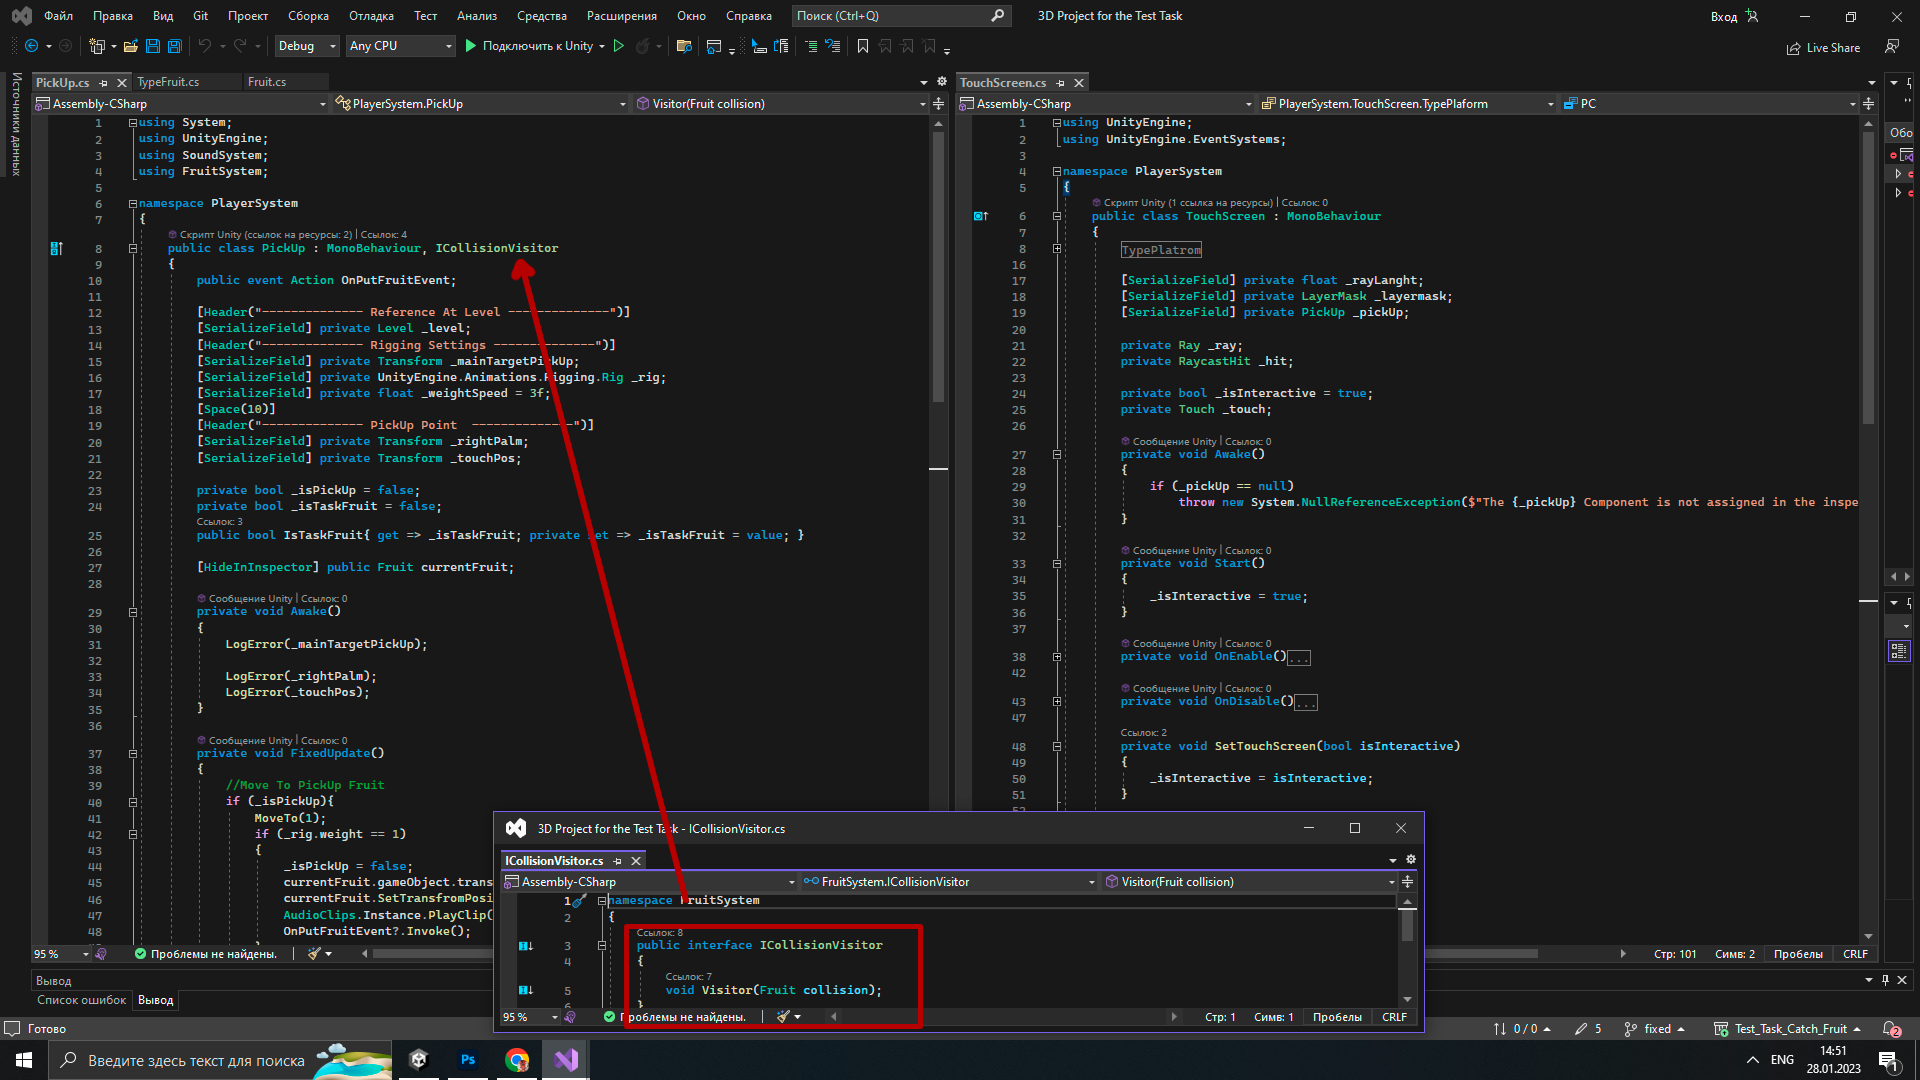 Файл Правка Вид Git Проект Сборка Отладка Тест Анализ Средства Расширения Окно Справка Поиск (Ctrl+Q) 3D Project for the Test Task Вход
Debug Any CPU Подключить к Unity Live Share
Источники данных
PickUp.cs TypeFruit.cs Fruit.cs
Assembly-CSharp PlayerSystem.PickUp Visitor(Fruit collision)
1 using System;
2 using UnityEngine;
3 using SoundSystem;
4 using FruitSystem;
5
6 namespace PlayerSystem
7 {
Скрипт Unity (ссылок на ресурсы: 2) | Ссылок: 4
8 public class PickUp : MonoBehaviour, ICollisionVisitor
9 {
10 public event Action OnPutFruitEvent;
11
12 [Header("-------------- Reference At Level --------------")]
13 [SerializeField] private Level _level;
14 [Header("-------------- Rigging Settings --------------")]
15 [SerializeField] private Transform _mainTargetPickUp;
16 [SerializeField] private UnityEngine.Animations.Rigging.Rig _rig;
17 [SerializeField] private float _weightSpeed = 3f;
18 [Space(10)]
19 [Header("-------------- PickUp Point  --------------")]
20 [SerializeField] private Transform _rightPalm;
21 [SerializeField] private Transform _touchPos;
22
23 private bool _isPickUp = false;
24 private bool _isTaskFruit = false;
Ссылок: 3
25 public bool IsTaskFruit{ get => _isTaskFruit; private set => _isTaskFruit = value; }
26
27 [HideInInspector] public Fruit currentFruit;
28
Сообщение Unity | Ссылок: 0
29 private void Awake()
30 {
31 LogError(_mainTargetPickUp);
32
33 LogError(_rightPalm);
34 LogError(_touchPos);
35 }
36
Сообщение Unity | Ссылок: 0
37 private void FixedUpdate()
38 {
39 //Move To PickUp Fruit
40 if (_isPickUp){
41 MoveTo(1);
42 if (_rig.weight == 1)
43 {
44 _isPickUp = false;
45 currentFruit.gameObject.trans
46 currentFruit.SetTransfromPosi
47 AudioClips.Instance.PlayClip(
48 OnPutFruitEvent?.Invoke();
95 % Проблемы не найдены.
TouchScreen.cs
Assembly-CSharp PlayerSystem.TouchScreen.TypePlaform PC
1 using UnityEngine;
2 using UnityEngine.EventSystems;
3
4 namespace PlayerSystem
5 {
Скрипт Unity (1 ссылка на ресурсы) | Ссылок: 0
6 public class TouchScreen : MonoBehaviour
7 {
8 TypePlatrom
16
17 [SerializeField] private float _rayLanght;
18 [SerializeField] private LayerMask _layermask;
19 [SerializeField] private PickUp _pickUp;
20
21 private Ray _ray;
22 private RaycastHit _hit;
23
24 private bool _isInteractive = true;
25 private Touch _touch;
26
Сообщение Unity | Ссылок: 0
27 private void Awake()
28 {
29 if (_pickUp == null)
30 throw new System.NullReferenceException($"The {_pickUp} Component is not assigned in the inspe
31 }
32
Сообщение Unity | Ссылок: 0
33 private void Start()
34 {
35 _isInteractive = true;
36 }
37
Сообщение Unity | Ссылок: 0
38 private void OnEnable()...
42
Сообщение Unity | Ссылок: 0
43 private void OnDisable()...
47
Ссылок: 2
48 private void SetTouchScreen(bool isInteractive)
49 {
50 _isInteractive = isInteractive;
51 }
Стр: 101 Симв: 2 Пробелы CRLF
Обо
3D Project for the Test Task - ICollisionVisitor.cs
ICollisionVisitor.cs
Assembly-CSharp FruitSystem.ICollisionVisitor Visitor(Fruit collision)
1 namespace FruitSystem
2 {
Ссылок: 8
3 public interface ICollisionVisitor
4 {
Ссылок: 7
5 void Visitor(Fruit collision);
6 }
95 % Проблемы не найдены. Стр: 1 Симв: 1 Пробелы CRLF
Вывод
Список ошибок Вывод
Готово 0 / 0 5 fixed Test_Task_Catch_Fruit 2
Введите здесь текст для поиска Ps ENG 14:51
28.01.2023 1